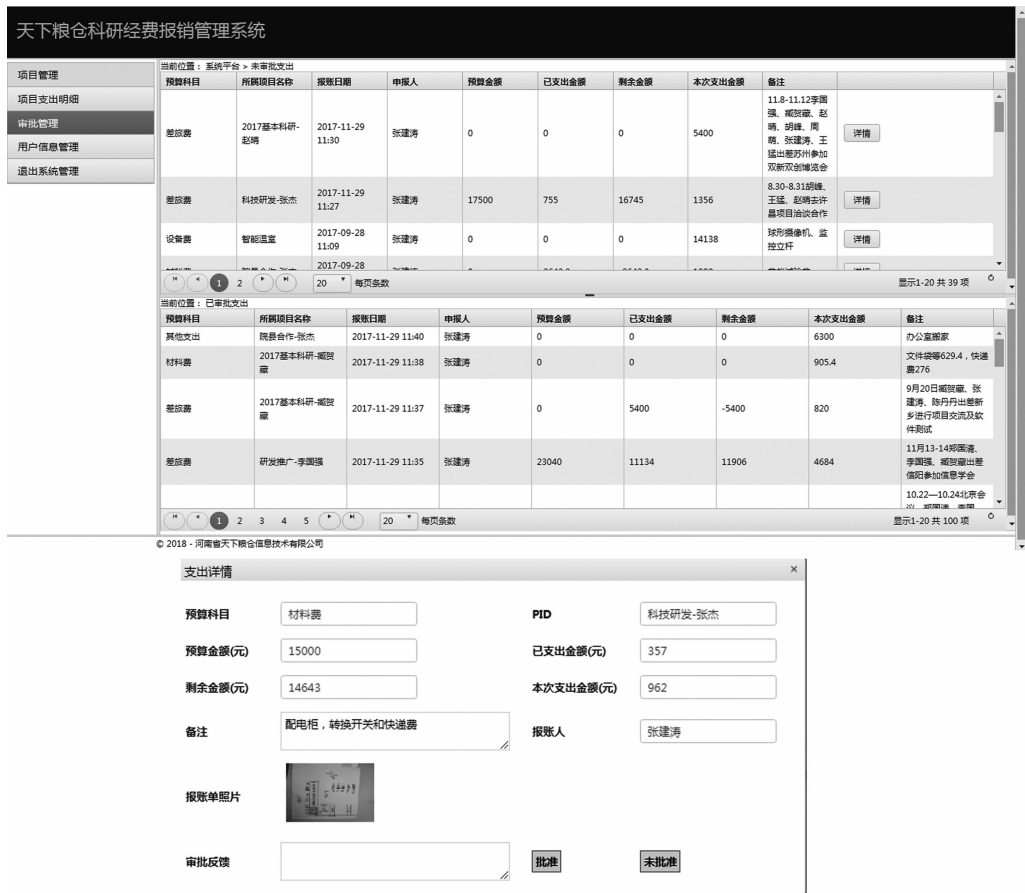 天下粮仓科研经费报销管理系统
项目管理
项目支出明细
审批管理
用户信息管理
退出系统管理
当前位置： 系统平台 > 未审批支出
预算科目 所属项目名称 报账日期 申报人 预算金额 已支出金额 剩余金额 本次支出金额 备注
差旅费 2017基本科研-赵晴 2017-11-29 11:30 张建涛 0 0 0 5400 11.8-11.12李国强、臧贺藏、赵晴、胡峰、周萌、张建涛、王猛出差苏州参加双新双创博览会 详情
差旅费 科技研发-张杰 2017-11-29 11:27 张建涛 17500 755 16745 1356 8.30-8.31胡峰、王猛、赵晴去许昌项目洽谈合作 详情
设备费 智能温室 2017-09-28 11:09 张建涛 0 0 0 14138 球形摄像机、监控立杆 详情
2017-09-28
1 2 20 每页条数 显示1-20 共 39 项
当前位置： 已审批支出
预算科目 所属项目名称 报账日期 申报人 预算金额 已支出金额 剩余金额 本次支出金额 备注
其他支出 院县合作-张杰 2017-11-29 11:40 张建涛 0 0 0 6300 办公室搬家
材料费 2017基本科研-臧贺藏 2017-11-29 11:38 张建涛 0 0 0 905.4 文件袋等629.4，快递费276
差旅费 2017基本科研-臧贺藏 2017-11-29 11:37 张建涛 0 5400 -5400 820 9月20日臧贺藏、张建涛、陈丹丹出差新乡进行项目交流及软件测试
差旅费 研发推广-李国强 2017-11-29 11:35 张建涛 23040 11134 11906 4684 11月13-14郑国清、李国强、臧贺藏出差信阳参加信息学会
10.22—10.24北京会
1 2 3 4 5 20 每页条数 显示1-20 共 100 项
© 2018 - 河南省天下粮仓信息技术有限公司
支出详情 ×
预算科目 材料费 PID 科技研发-张杰
预算金额(元) 15000 已支出金额(元) 357
剩余金额(元) 14643 本次支出金额(元) 962
备注 配电柜，转换开关和快递费 报账人 张建涛
报账单照片
审批反馈 批准 未批准